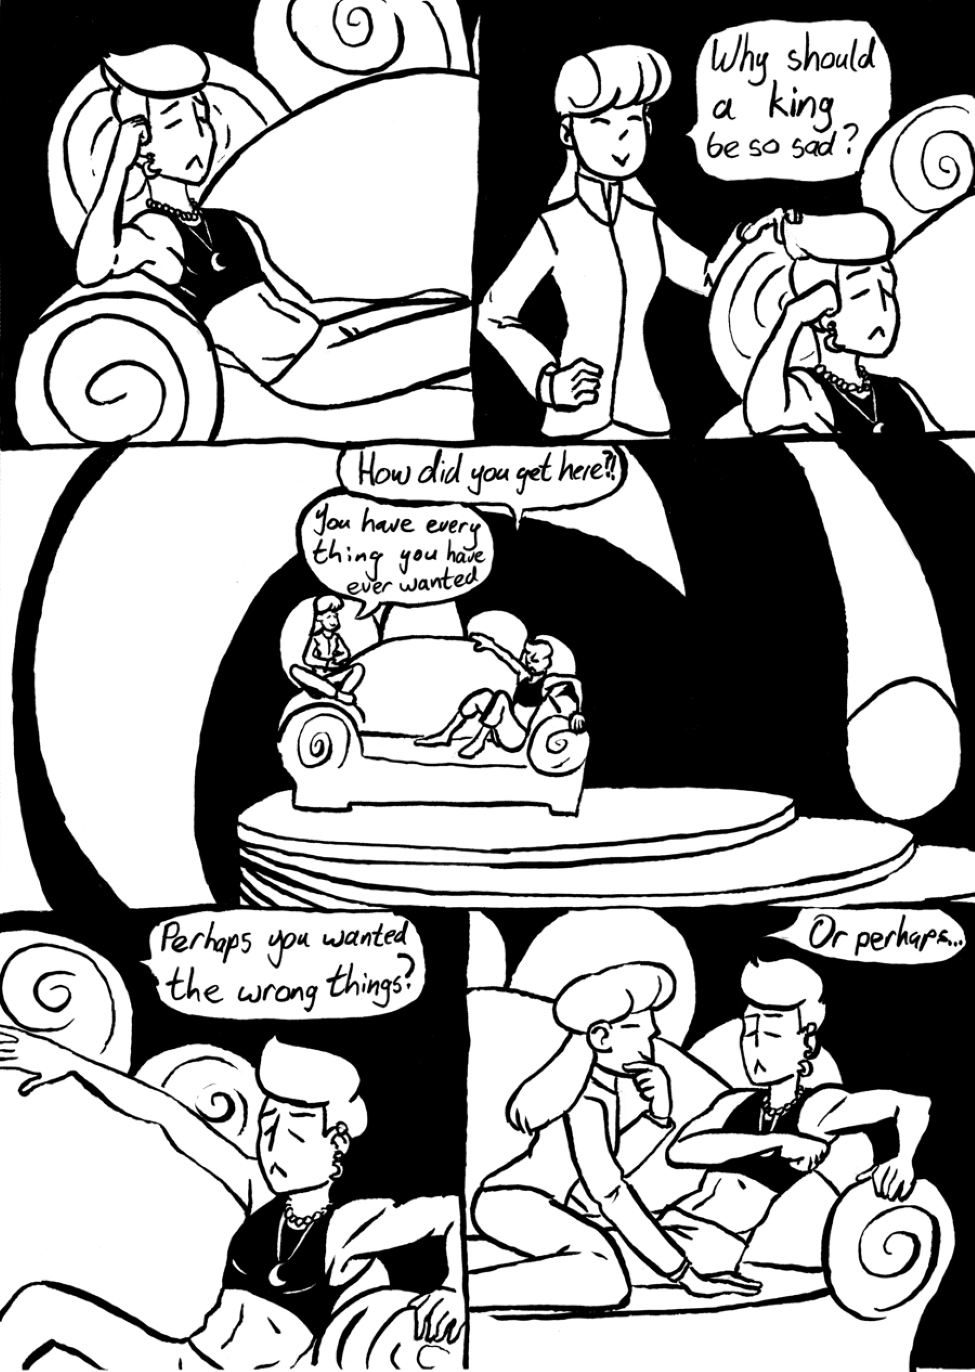 Why should
a king
be so sad?
How did you get here?!
You have every
thing you have
ever wanted
Perhaps you wanted
the wrong things?
Or perhaps...